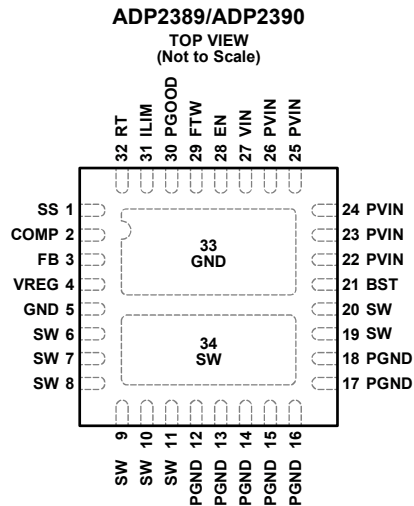 ADP2389/ADP2390
TOP VIEW
(Not to Scale)
32 RT
31 ILIM
30 PGOOD
29 FTW
28 EN
27 VIN
26 PVIN
25 PVIN
SS 1
COMP 2
FB 3
VREG 4
GND 5
SW 6
SW 7
SW 8
33
GND
34
SW
24 PVIN
23 PVIN
22 PVIN
21 BST
20 SW
19 SW
18 PGND
17 PGND
SW 9
SW 10
SW 11
PGND 12
PGND 13
PGND 14
PGND 15
PGND 16